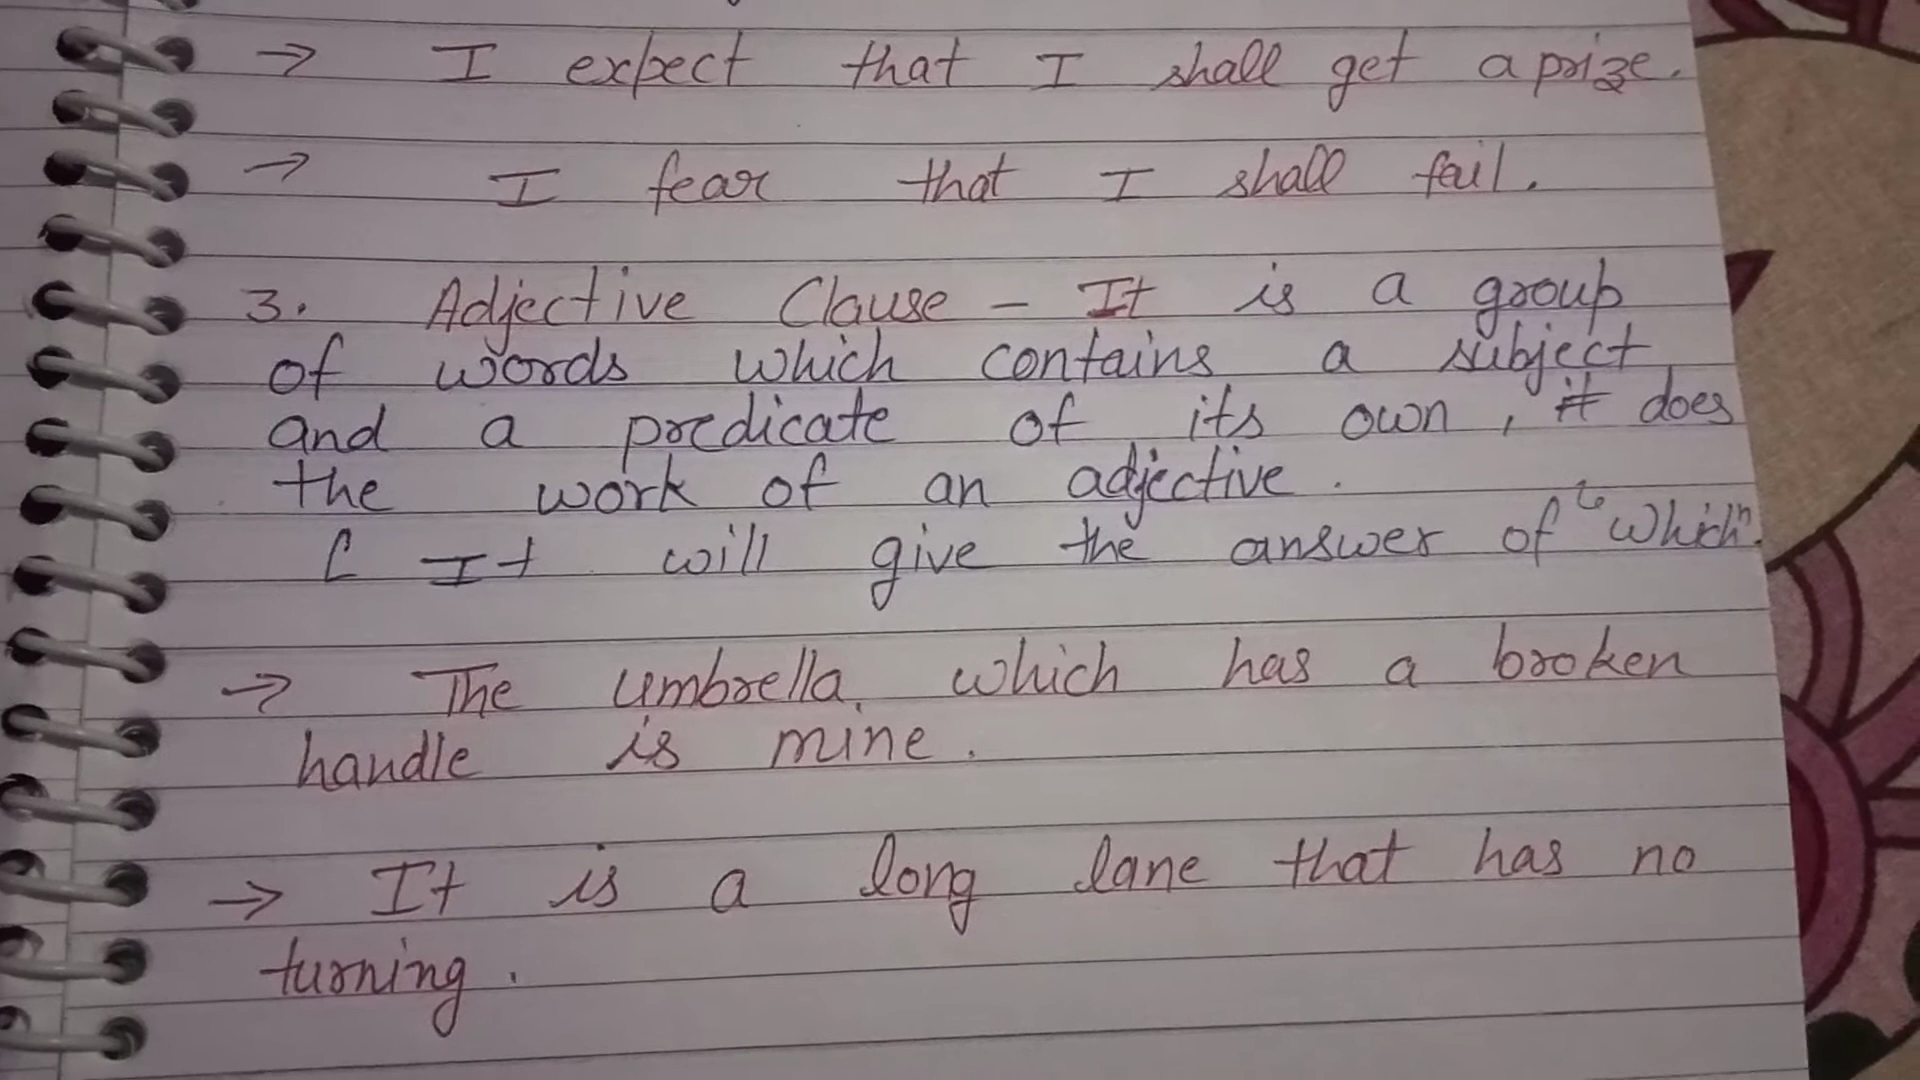 → I expect that I shall get a prize.
→ I fear that I shall fail.
3. Adjective Clause - It is a group
of words which contains a subject
and a predicate of its own, it does
the work of an adjective.
[ It will give the answer of "which".
→ The umbrella, which has a broken
handle is mine.
→ It is a long lane that has no
turning.